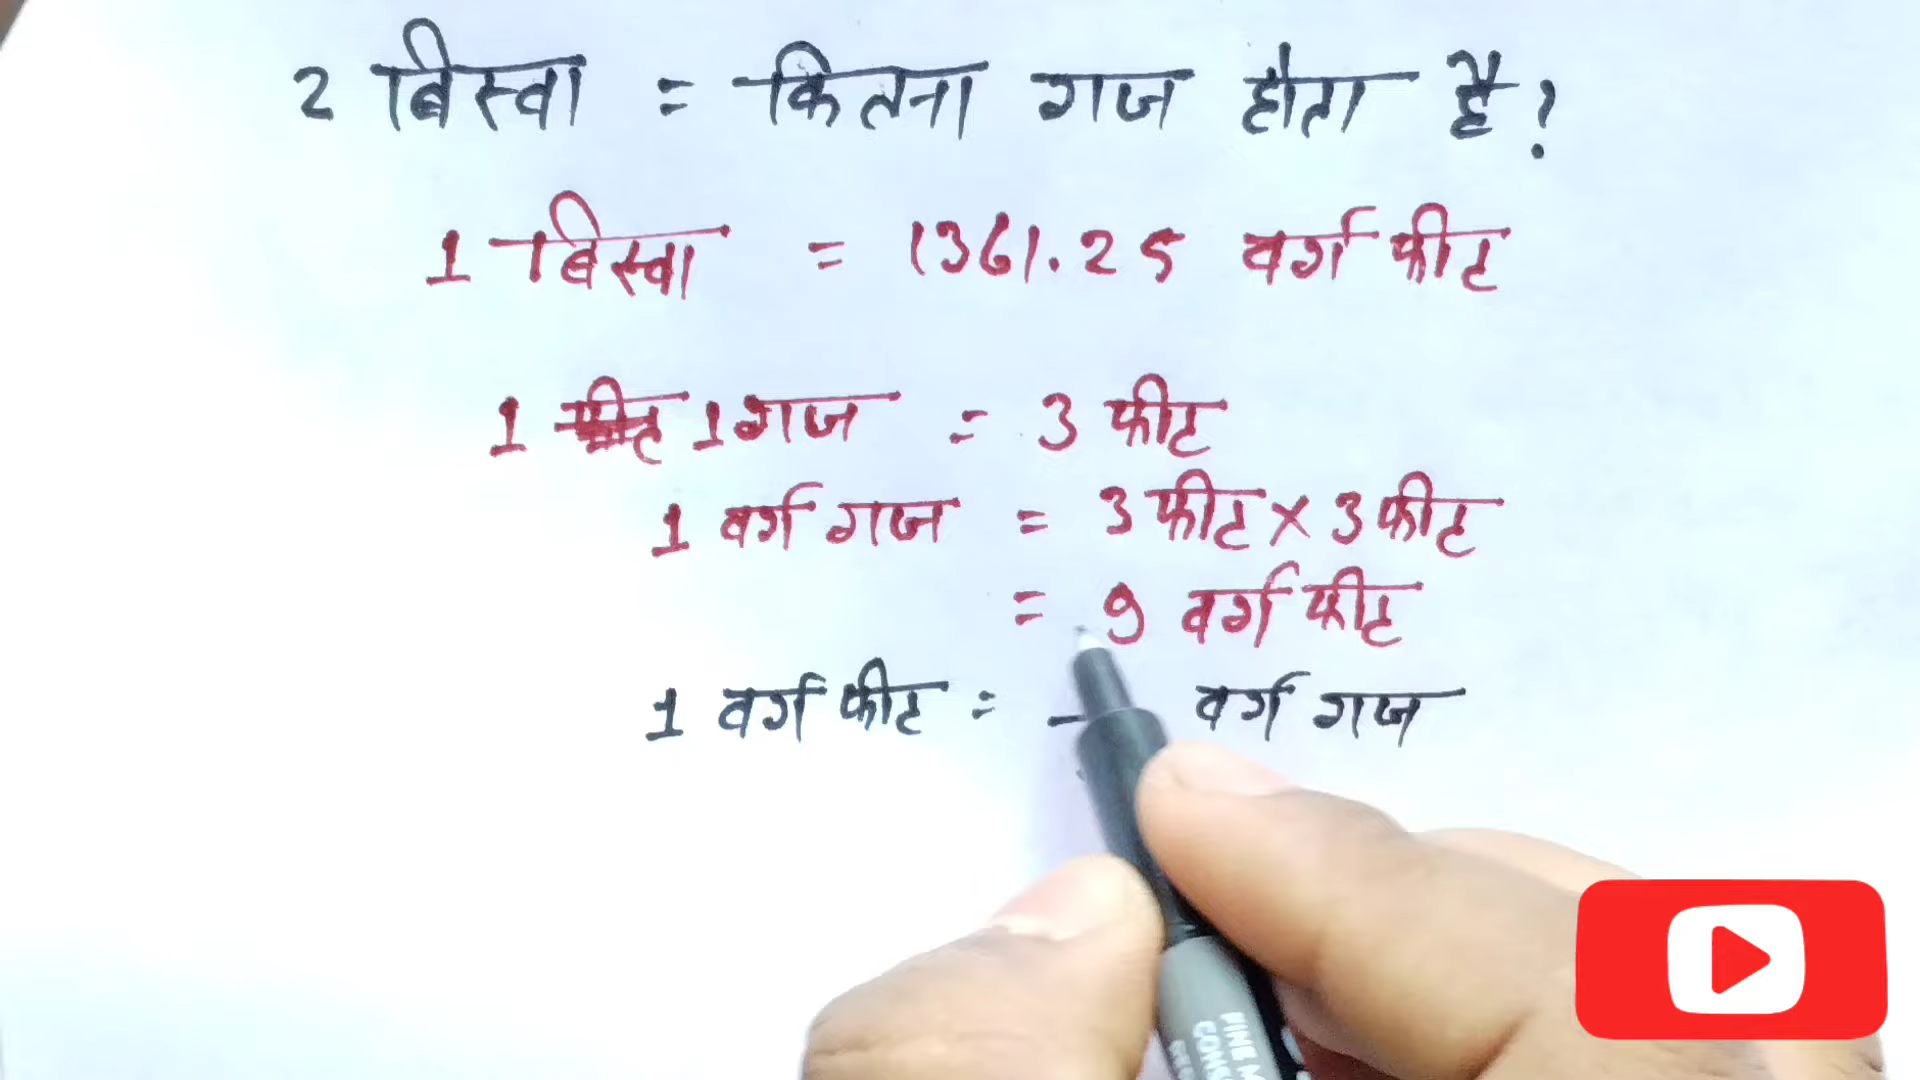 2 बिस्वा = कितना गज होता है?
1 बिस्वा = 1361.25 वर्ग फीट
1 1 गज = 3 फीट
1 वर्ग गज = 3 फीट × 3 फीट
= 9 वर्ग फीट
1 वर्ग फीट = — वर्ग गज
FINE